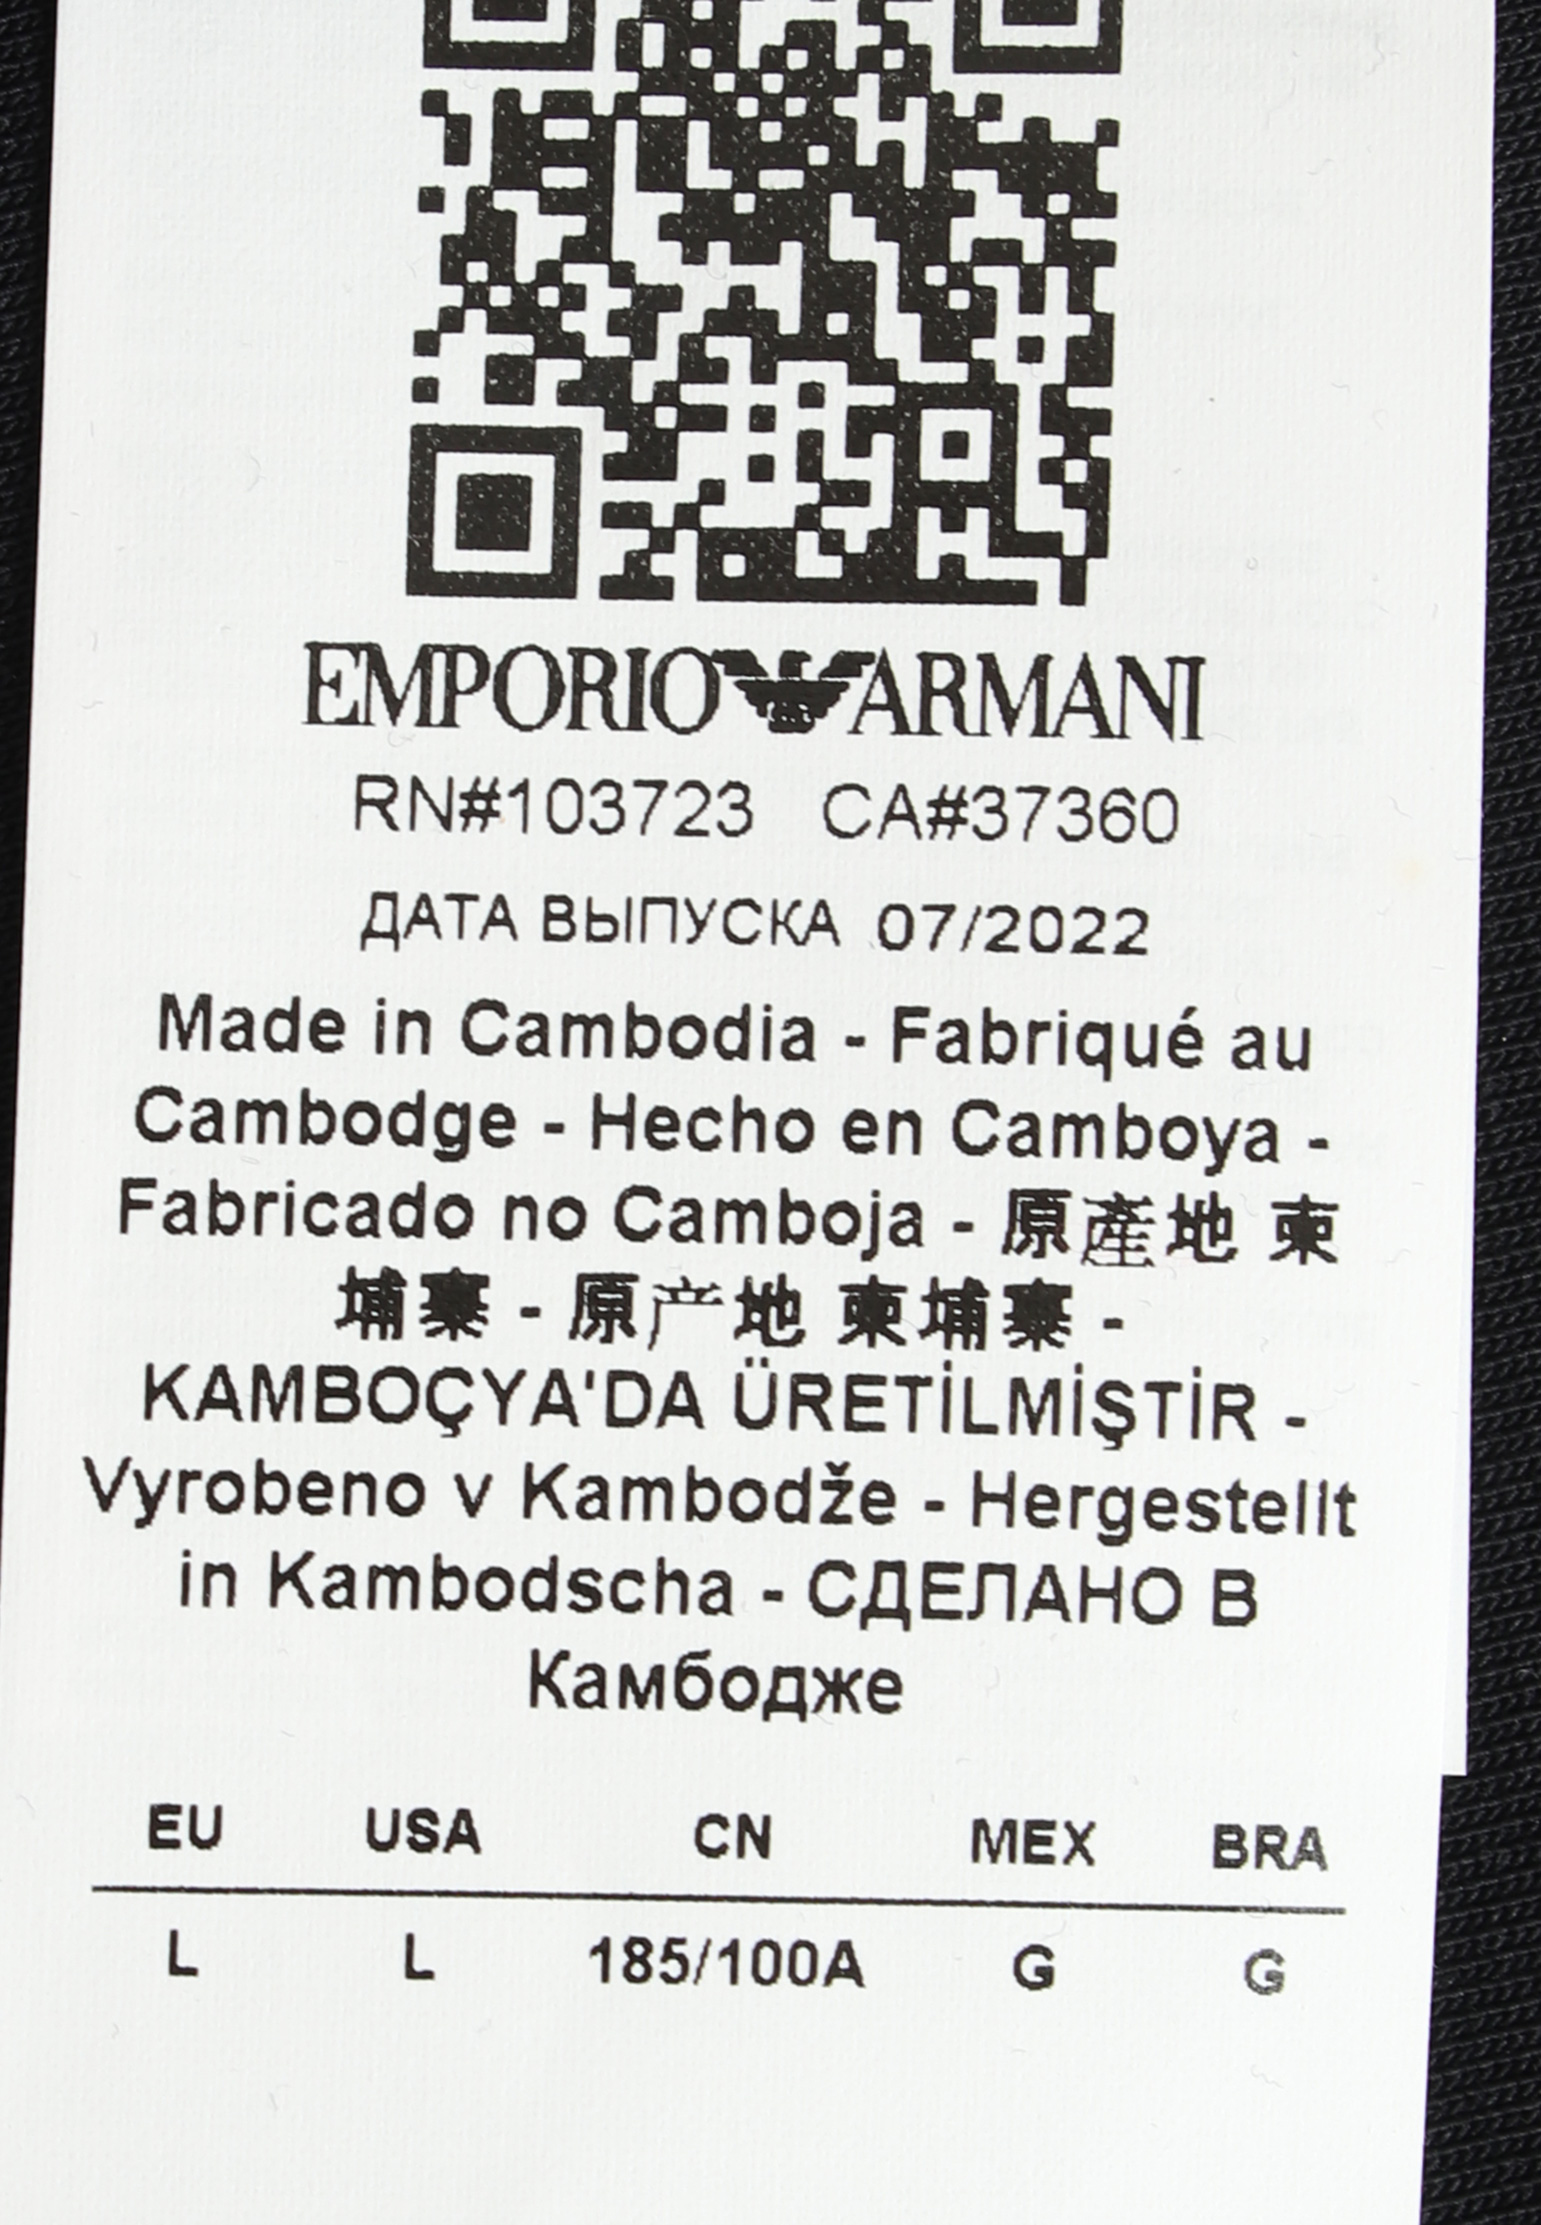 EMPORIO ARMANI
RN#103723 CA#37360
ДАТА ВЫПУСКА 07/2022
Made in Cambodia - Fabriqué au
Cambodge - Hecho en Camboya -
Fabricado no Camboja - 原產地 柬
埔寨 - 原产地 柬埔寨 -
KAMBOÇYA'DA ÜRETİLMİŞTİR -
Vyrobeno v Kambodže - Hergestellt
in Kambodscha - СДЕЛАНО В
Камбодже
EU USA CN MEX BRA
L L 185/100A G G